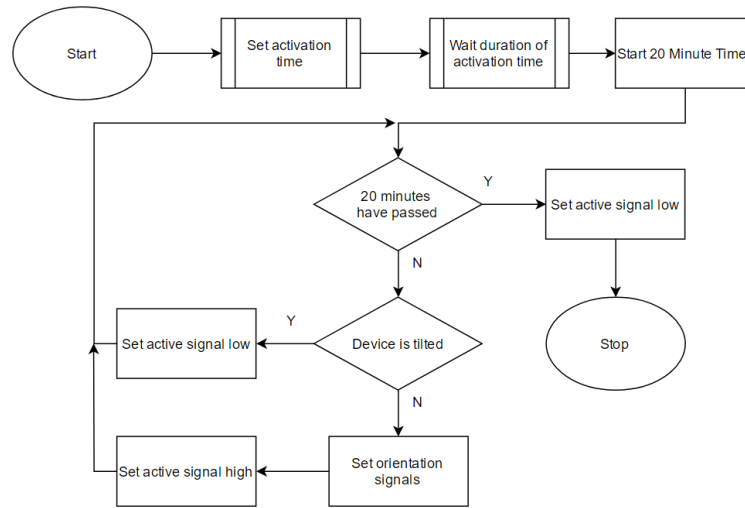 Start
Set activation
time
Wait duration of
activation time
Start 20 Minute Time
20 minutes
have passed
Y
Set active signal low
N
Set active signal low
Y
Device is tilted
Stop
N
Set active signal high
Set orientation
signals